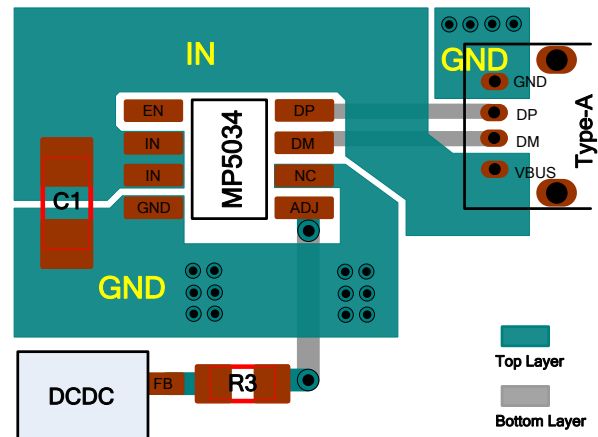 IN
GND
GND
EN
DP
DP
IN
DM
DM
IN
NC
VBUS
GND
ADJ
MP5034
Type-A
C1
GND
DCDC
FB
R3
Top Layer
Bottom Layer